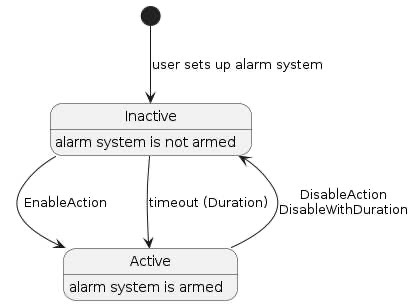 user sets up alarm system
Inactive
alarm system is not armed
EnableAction
timeout (Duration)
DisableAction
DisableWithDuration
Active
alarm system is armed